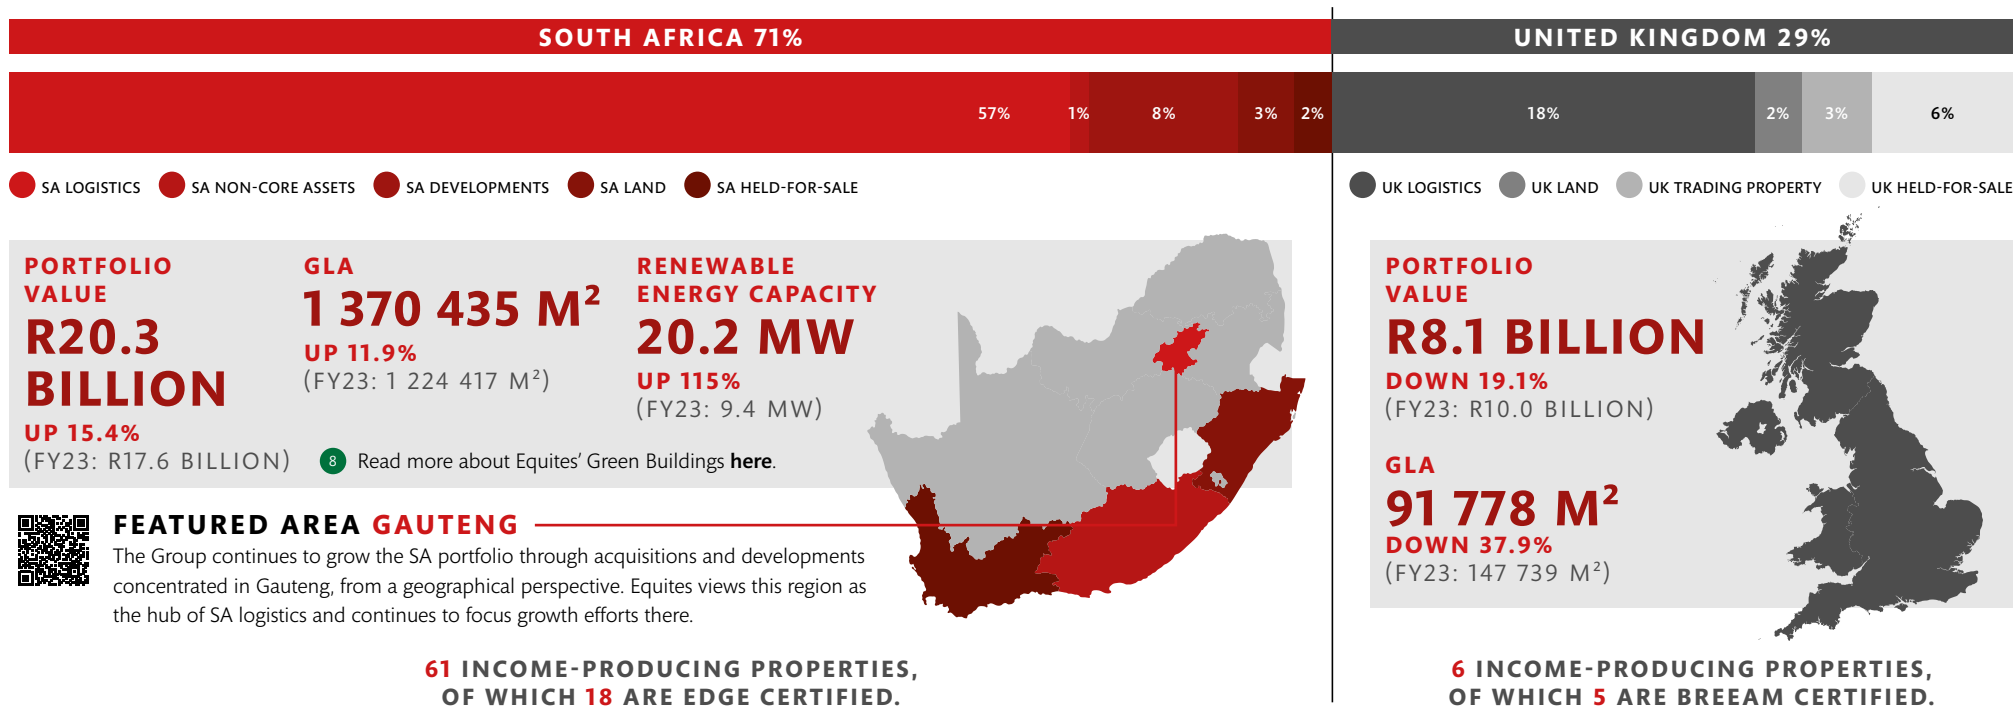 SOUTH AFRICA 71%
57%
1%
8%
3%
2%
SA LOGISTICS
SA NON-CORE ASSETS
SA DEVELOPMENTS
SA LAND
SA HELD-FOR-SALE
PORTFOLIO
VALUE
R20.3
BILLION
UP 15.4%
(FY23: R17.6 BILLION)
GLA
1 370 435 M²
UP 11.9%
(FY23: 1 224 417 M²)
RENEWABLE
ENERGY CAPACITY
20.2 MW
UP 115%
(FY23: 9.4 MW)
8 Read more about Equites’ Green Buildings here.
FEATURED AREA GAUTENG
The Group continues to grow the SA portfolio through acquisitions and developments
concentrated in Gauteng, from a geographical perspective. Equites views this region as
the hub of SA logistics and continues to focus growth efforts there.
61 INCOME-PRODUCING PROPERTIES,
OF WHICH 18 ARE EDGE CERTIFIED.
UNITED KINGDOM 29%
18%
2%
3%
6%
UK LOGISTICS
UK LAND
UK TRADING PROPERTY
UK HELD-FOR-SALE
PORTFOLIO
VALUE
R8.1 BILLION
DOWN 19.1%
(FY23: R10.0 BILLION)
GLA
91 778 M²
DOWN 37.9%
(FY23: 147 739 M²)
6 INCOME-PRODUCING PROPERTIES,
OF WHICH 5 ARE BREEAM CERTIFIED.